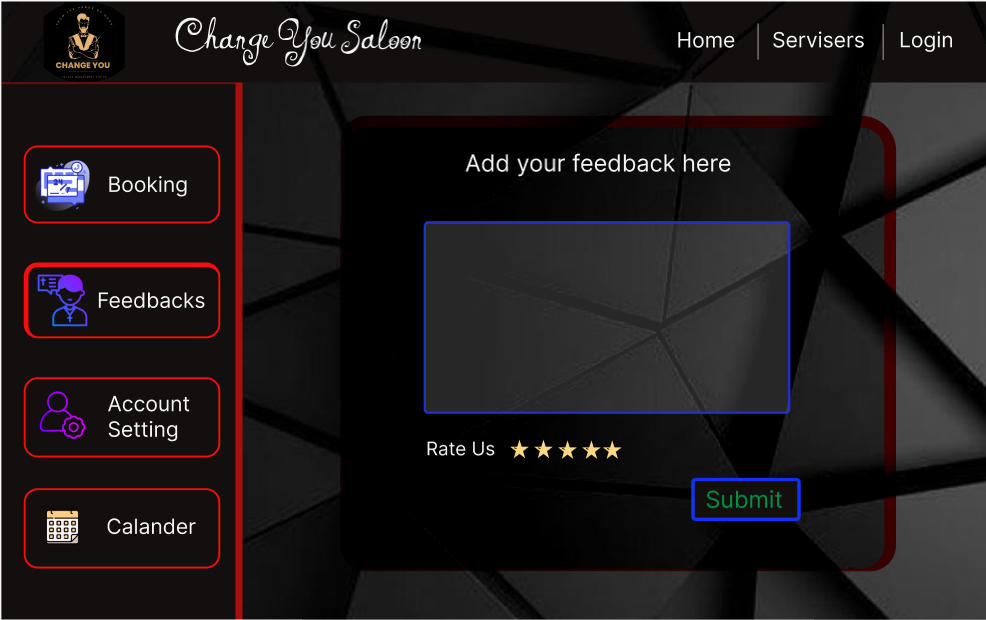 CHANGE YOU
Change You Saloon
Home
Servisers
Login
Booking
Feedbacks
Account
Setting
Calander
Add your feedback here
Rate Us
Submit